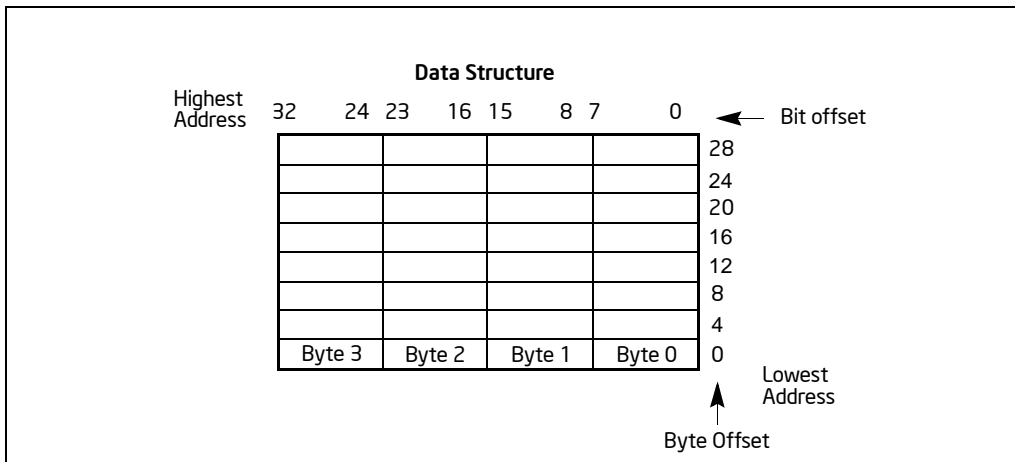 Data Structure
Highest
Address
32 24 23 16 15 8 7 0
Bit offset
28
24
20
16
12
8
4
Byte 3 Byte 2 Byte 1 Byte 0 0
Lowest
Address
Byte Offset